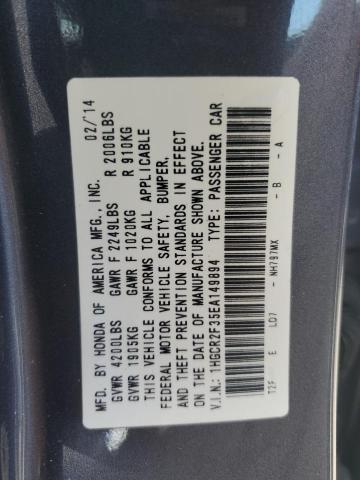 MFD. BY HONDA OF AMERICA MFG., INC. 02/'14
GVWR 4200LBS GAWR F 2249LBS R 2006LBS
GVWR 1905KG GAWR F 1020KG R 910KG
THIS VEHICLE CONFORMS TO ALL APPLICABLE
FEDERAL MOTOR VEHICLE SAFETY, BUMPER,
AND THEFT PREVENTION STANDARDS IN EFFECT
ON THE DATE OF MANUFACTURE SHOWN ABOVE.
V.I.N.: 1HGCR2F35EA149894 TYPE: PASSENGER CAR
T2F E LD7 - NH797MX - B - A